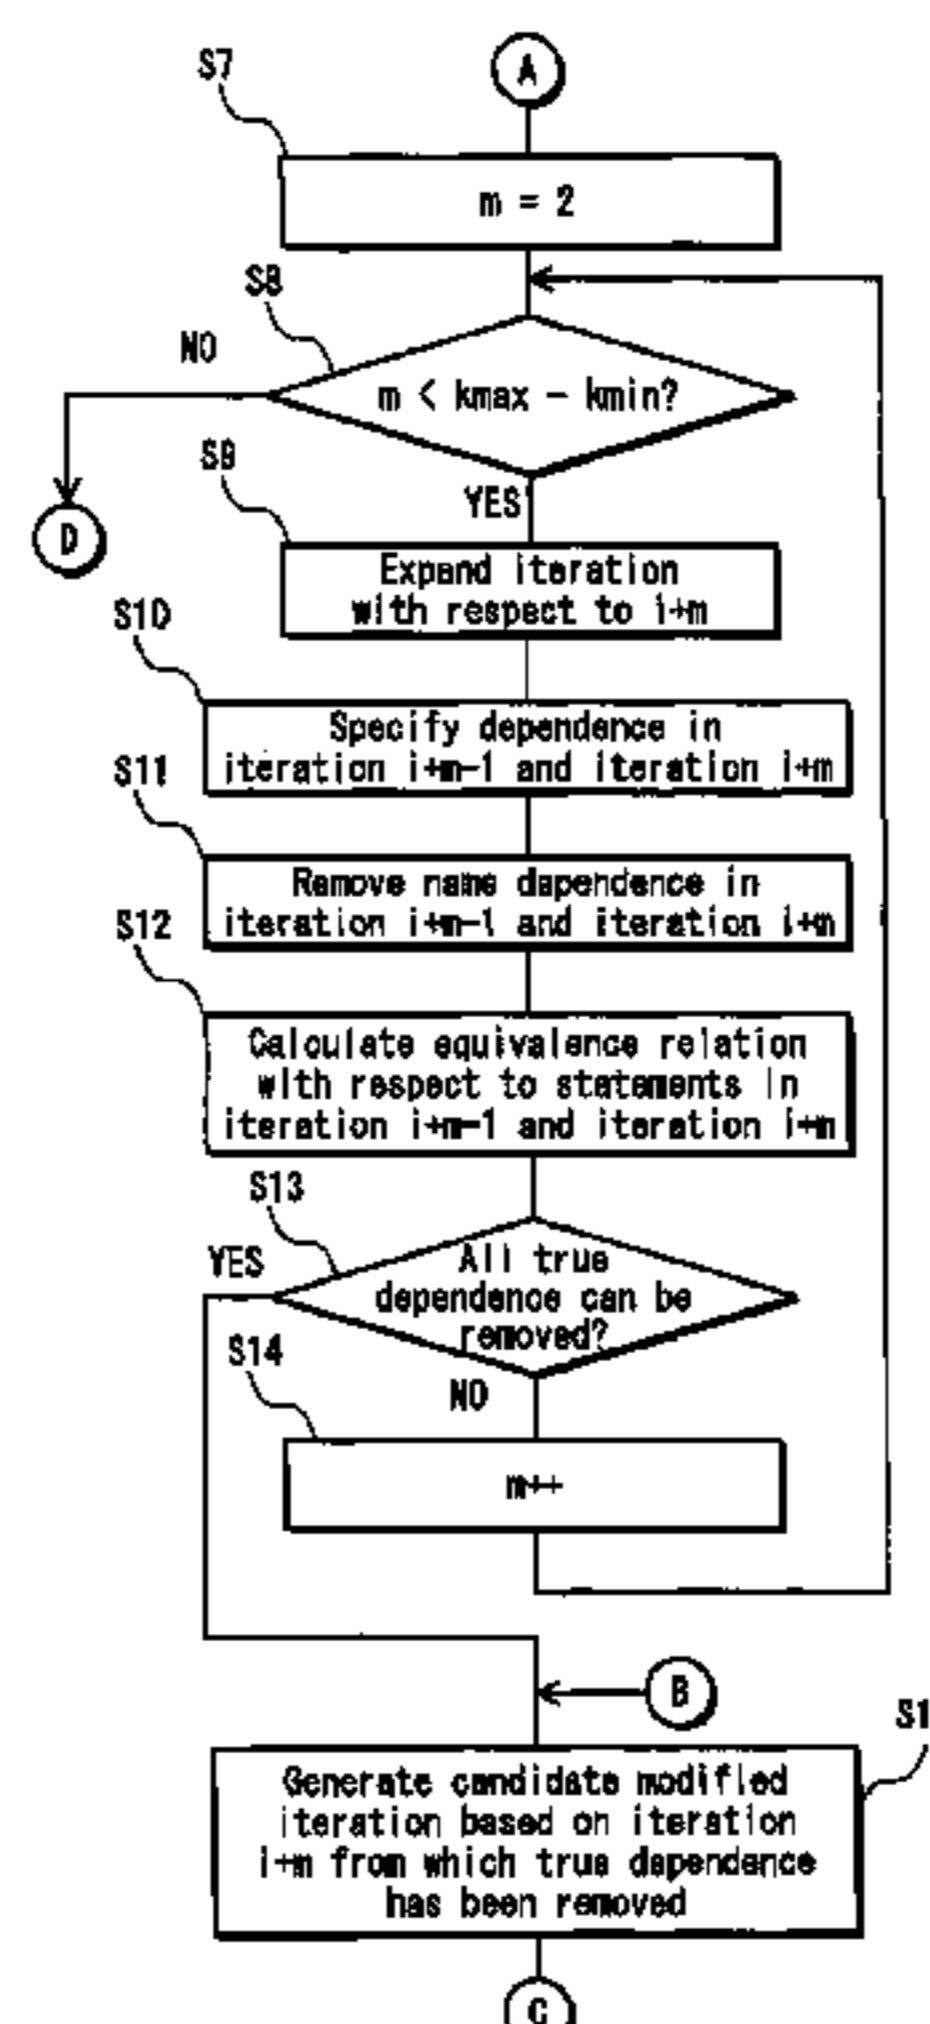 A
S7
m = 2
S8
NO
m < kmax - kmin?
S9
YES
D
Expand iteration
with respect to i+m
S10
Specify dependence in
iteration i+m-1 and iteration i+m
S11
Remove name dependence in
iteration i+m-1 and iteration i+m
S12
Calculate equivalence relation
with respect to statements in
iteration i+m-1 and iteration i+m
S13
YES
All true
dependence can be
removed?
S14
NO
m++
B
S1
Generate candidate modified
iteration based on iteration
i+m from which true dependence
has been removed
C